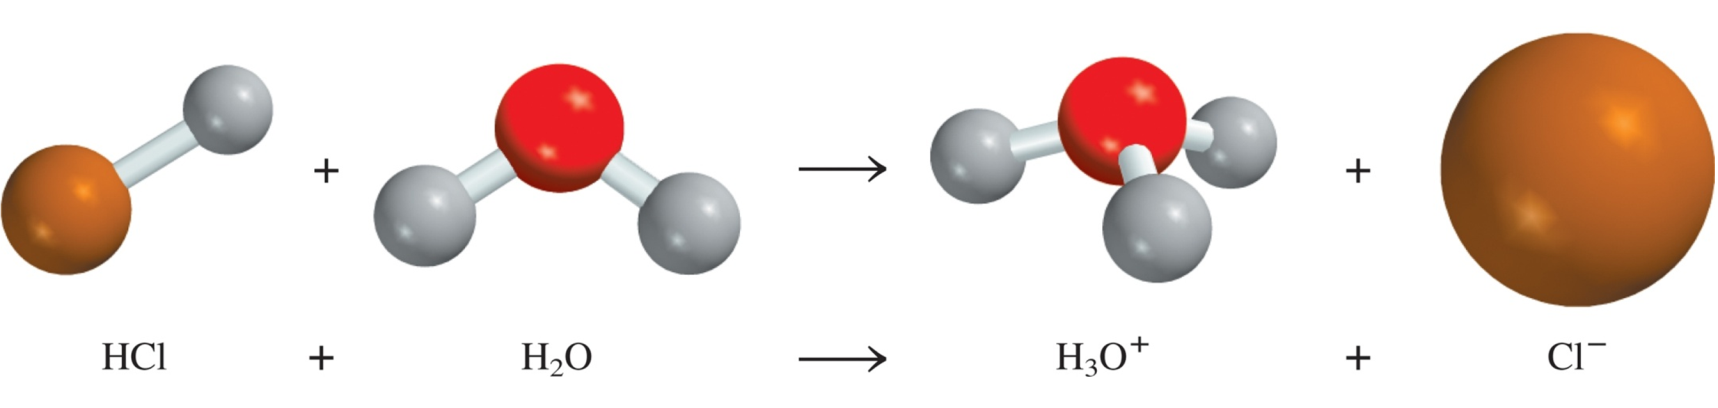 + ⟶ +
HCl + H₂O ⟶ H₃O⁺ + Cl⁻